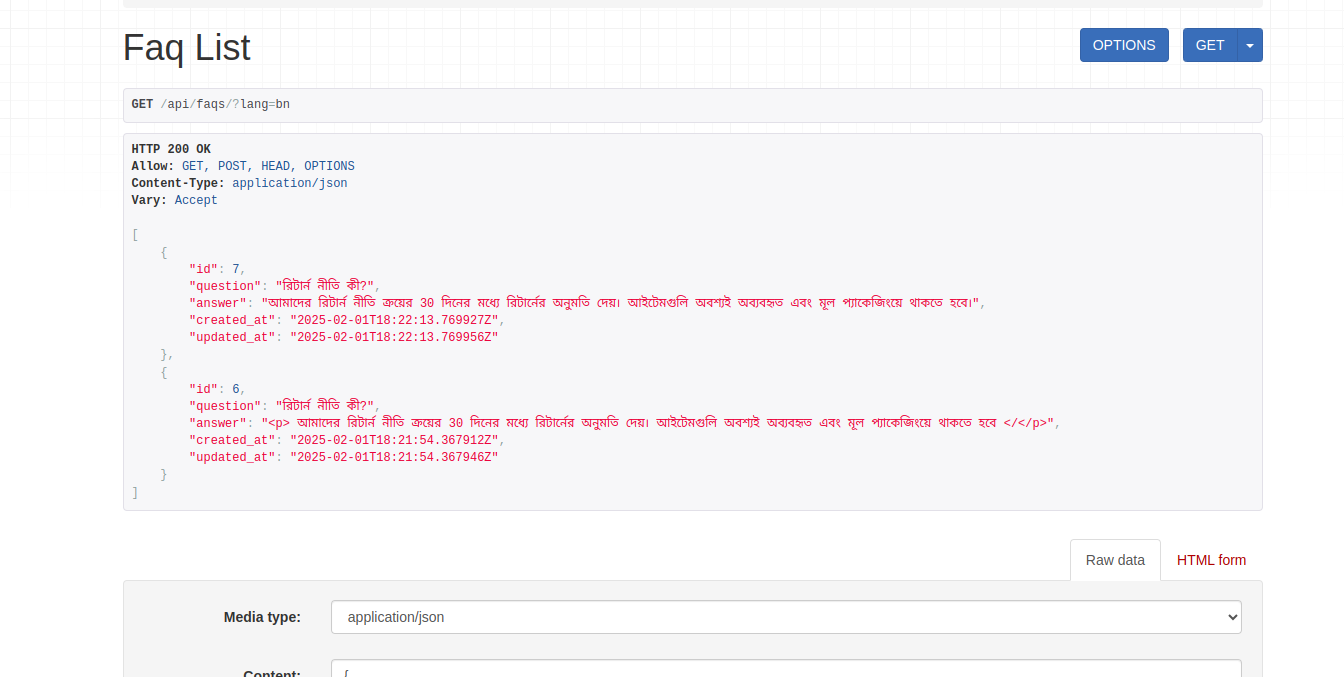 Faq List
OPTIONS
GET
GET /api/faqs/?lang=bn
HTTP 200 OK
Allow: GET, POST, HEAD, OPTIONS
Content-Type: application/json
Vary: Accept
[
    {
        "id": 7,
        "question": "রিটার্ন নীতি কী?",
        "answer": "আমাদের রিটার্ন নীতি ক্রয়ের 30 দিনের মধ্যে রিটার্নের অনুমতি দেয়। আইটেমগুলি অবশ্যই অব্যবহৃত এবং মূল প্যাকেজিংয়ে থাকতে হবে।",
        "created_at": "2025-02-01T18:22:13.769927Z",
        "updated_at": "2025-02-01T18:22:13.769956Z"
    },
    {
        "id": 6,
        "question": "রিটার্ন নীতি কী?",
        "answer": "<p> আমাদের রিটার্ন নীতি ক্রয়ের 30 দিনের মধ্যে রিটার্নের অনুমতি দেয়। আইটেমগুলি অবশ্যই অব্যবহৃত এবং মূল প্যাকেজিংয়ে থাকতে হবে </</p>",
        "created_at": "2025-02-01T18:21:54.367912Z",
        "updated_at": "2025-02-01T18:21:54.367946Z"
    }
]
Raw data
HTML form
Media type:
application/json
Content:
{